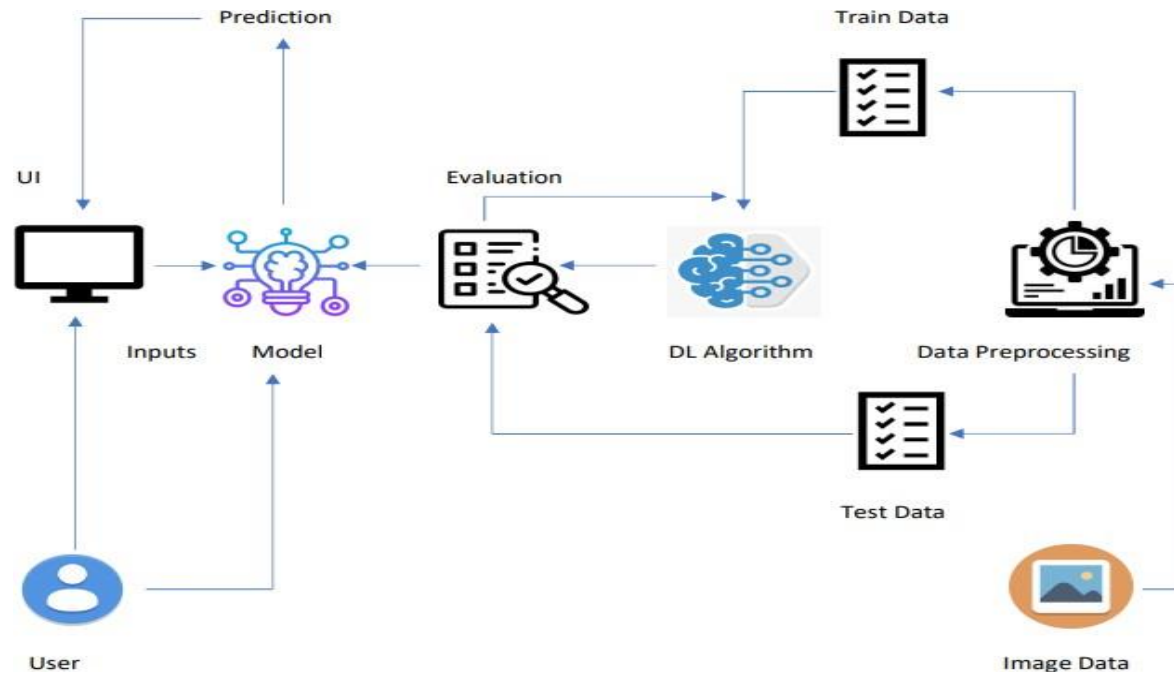 Prediction
Train Data
UI
Evaluation
Inputs
Model
DL Algorithm
Data Preprocessing
Test Data
User
Image Data